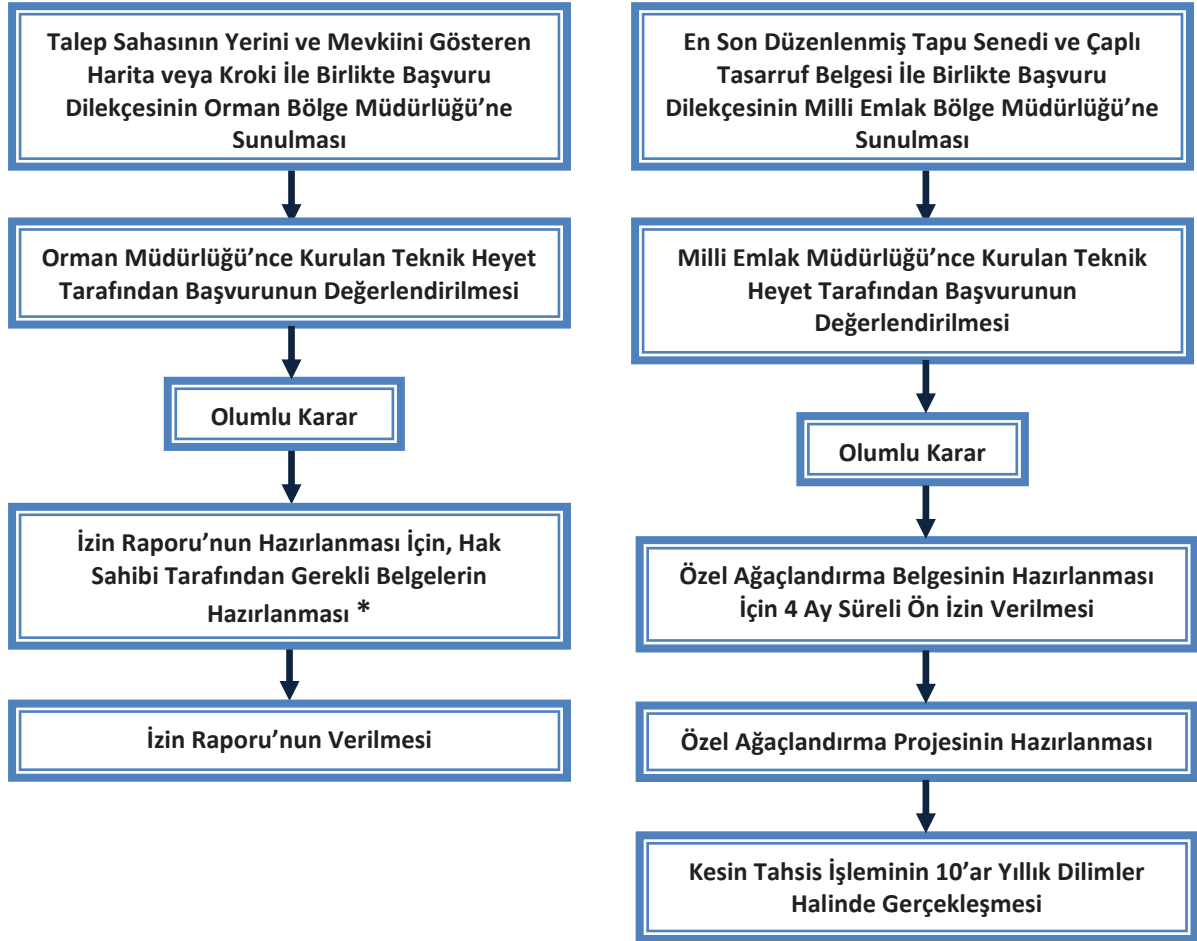 Talep Sahasının Yerini ve Mevkiini Gösteren
Harita veya Kroki İle Birlikte Başvuru
Dilekçesinin Orman Bölge Müdürlüğü’ne
Sunulması
Orman Müdürlüğü’nce Kurulan Teknik Heyet
Tarafından Başvurunun Değerlendirilmesi
Olumlu Karar
İzin Raporu’nun Hazırlanması İçin, Hak
Sahibi Tarafından Gerekli Belgelerin
Hazırlanması *
İzin Raporu’nun Verilmesi
En Son Düzenlenmiş Tapu Senedi ve Çaplı
Tasarruf Belgesi İle Birlikte Başvuru
Dilekçesinin Milli Emlak Bölge Müdürlüğü’ne
Sunulması
Milli Emlak Müdürlüğü’nce Kurulan Teknik
Heyet Tarafından Başvurunun
Değerlendirilmesi
Olumlu Karar
Özel Ağaçlandırma Belgesinin Hazırlanması
İçin 4 Ay Süreli Ön İzin Verilmesi
Özel Ağaçlandırma Projesinin Hazırlanması
Kesin Tahsis İşleminin 10’ar Yıllık Dilimler
Halinde Gerçekleşmesi